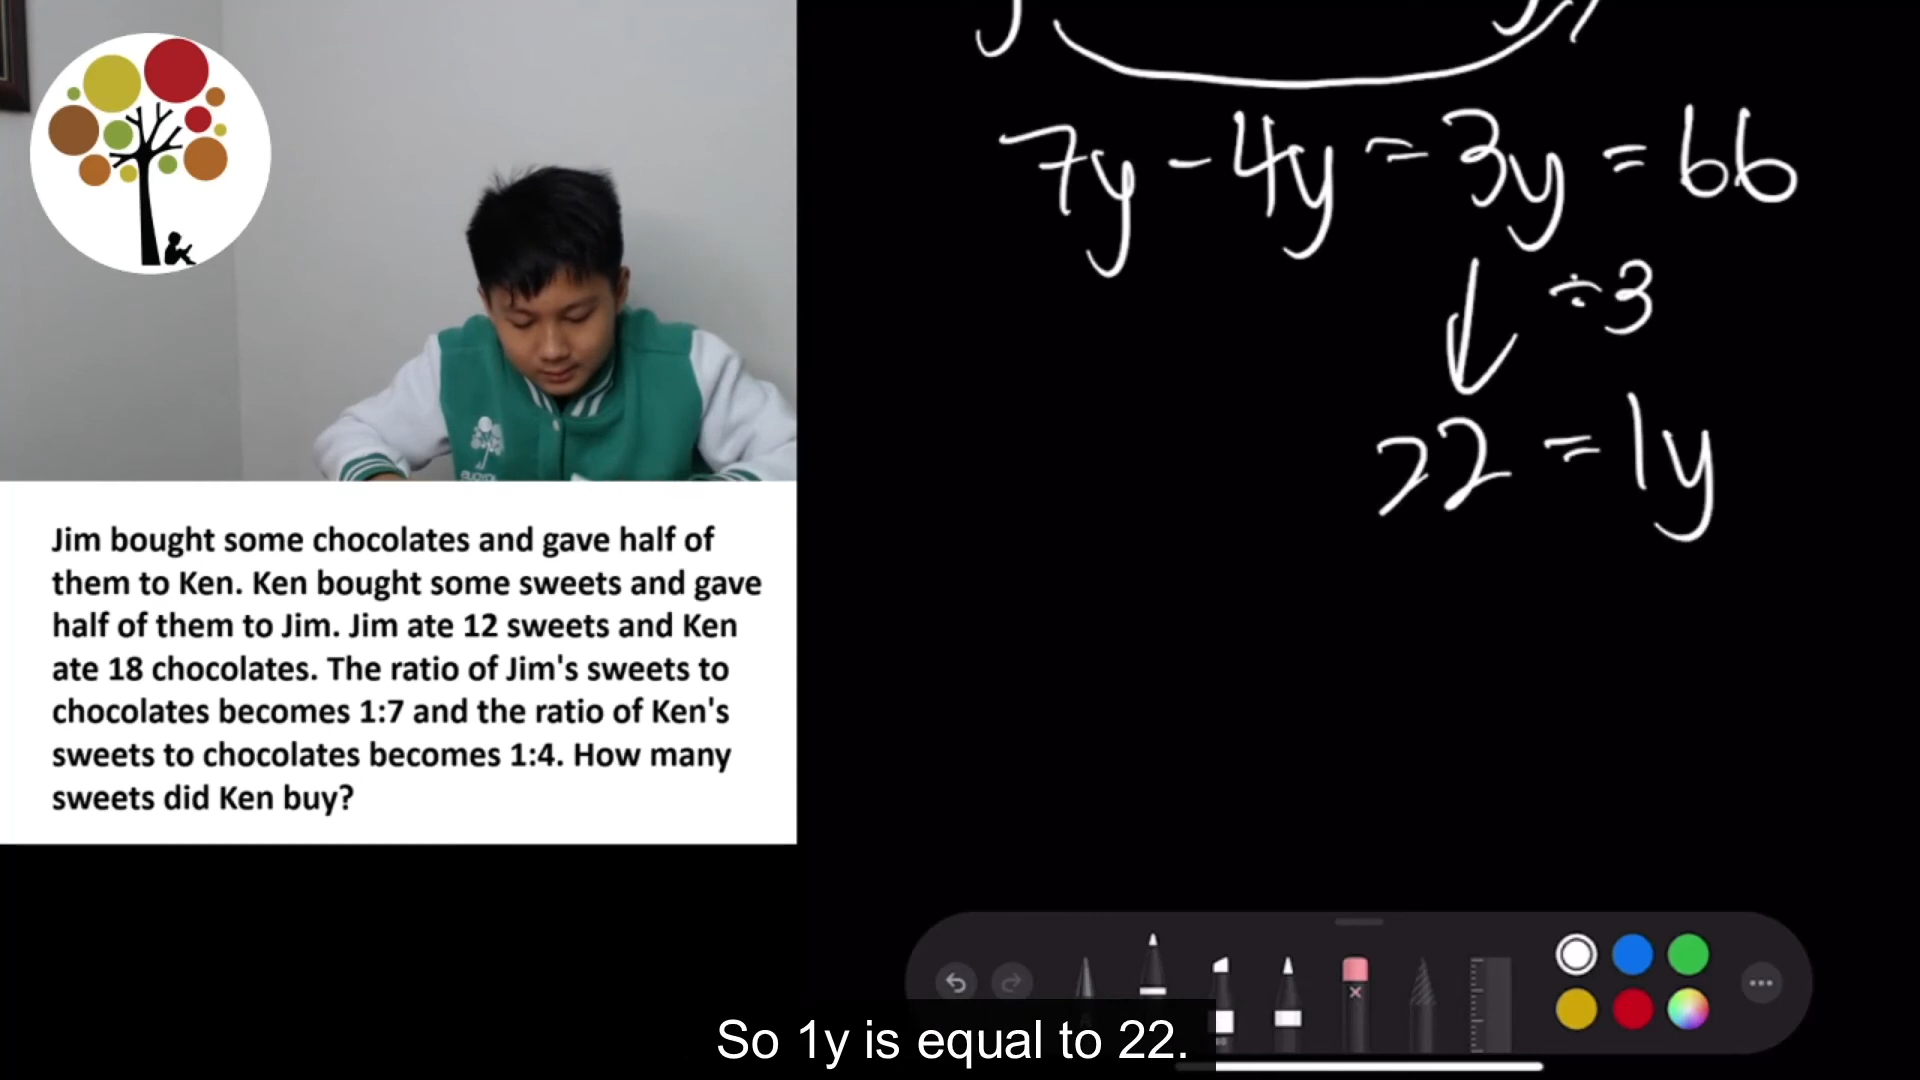 7y - 4y = 3y = 66
÷3
22 = 1y
Jim bought some chocolates and gave half of
them to Ken. Ken bought some sweets and gave
half of them to Jim. Jim ate 12 sweets and Ken
ate 18 chocolates. The ratio of Jim's sweets to
chocolates becomes 1:7 and the ratio of Ken's
sweets to chocolates becomes 1:4. How many
sweets did Ken buy?
So 1y is equal to 22.